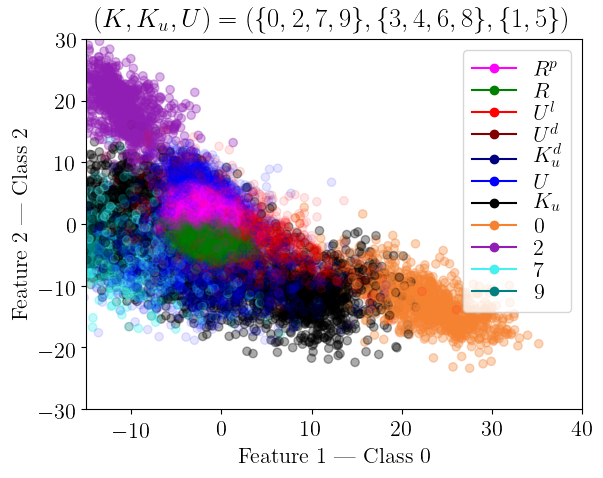 (K, K_u, U) = ({0, 2, 7, 9}, {3, 4, 6, 8}, {1, 5})
30
20
10
0
−10
−20
−30
−10
0
10
20
30
40
Feature 2 — Class 2
Feature 1 — Class 0
R^p
R
U^l
U^d
K_u^d
U
K_u
0
2
7
9